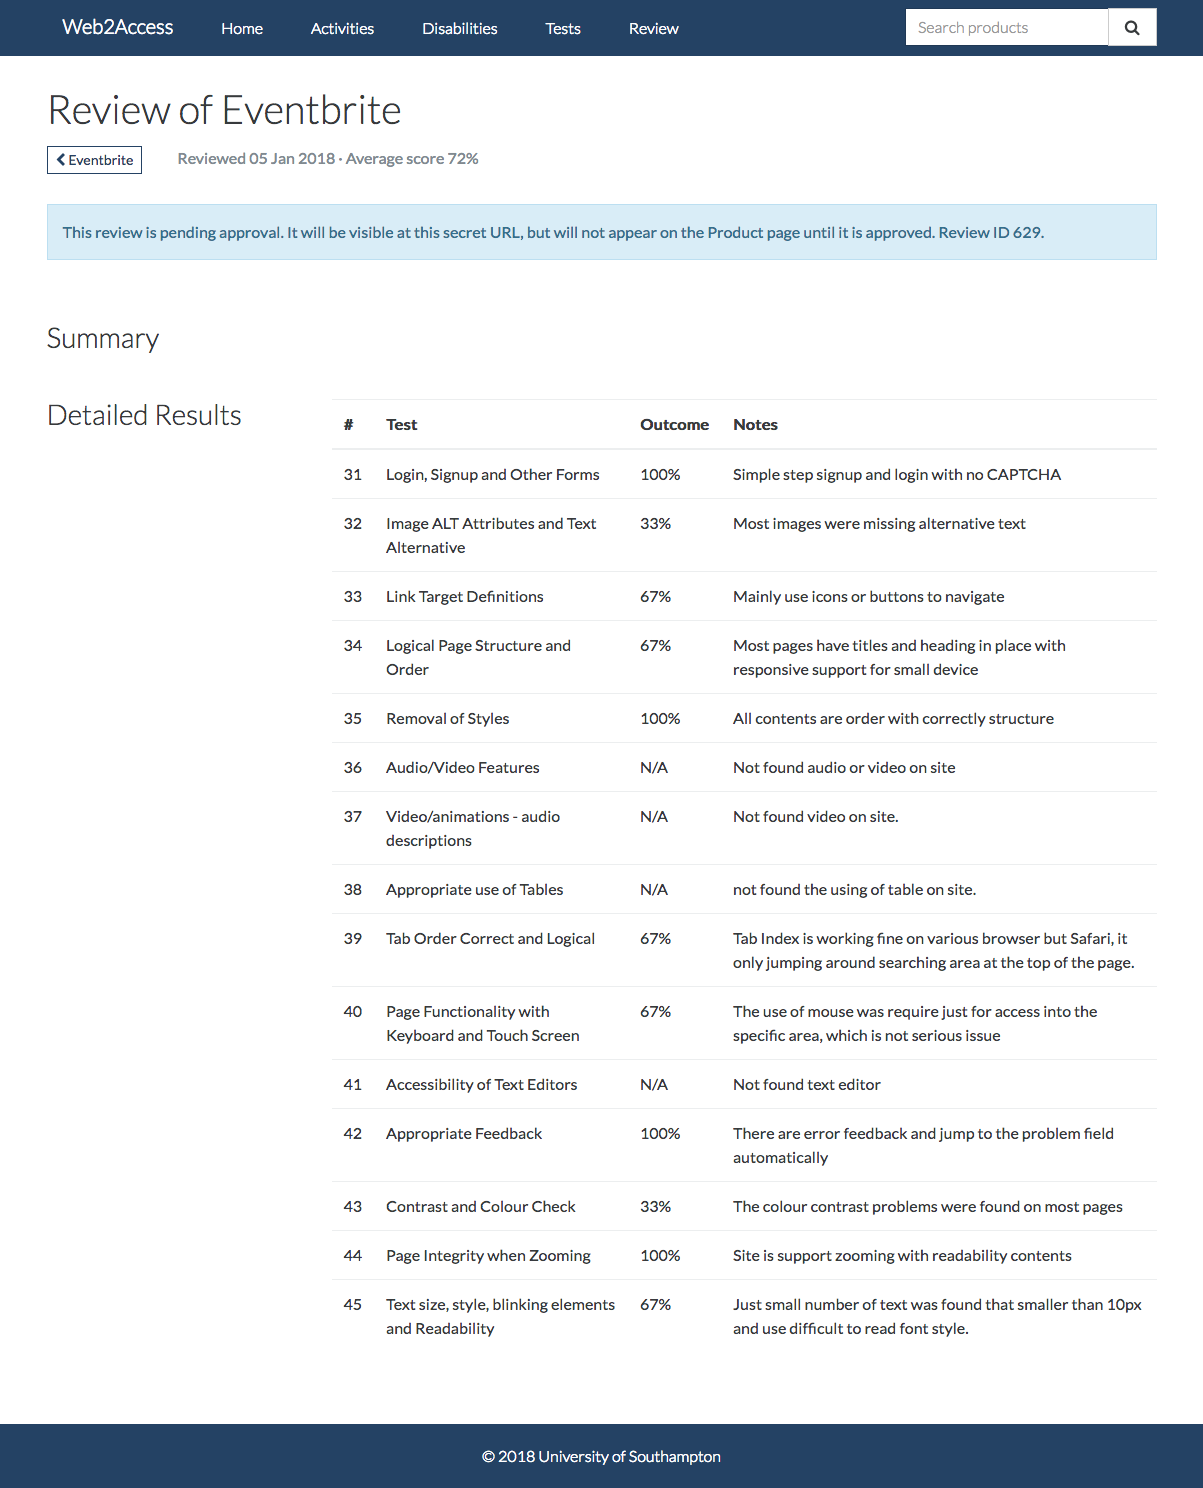 Web2Access Home Activities Disabilities Tests Review Search products
Review of Eventbrite
Eventbrite Reviewed 05 Jan 2018 · Average score 72%
This review is pending approval. It will be visible at this secret URL, but will not appear on the Product page until it is approved. Review ID 629.
Summary
Detailed Results
# Test Outcome Notes
31 Login, Signup and Other Forms 100% Simple step signup and login with no CAPTCHA
32 Image ALT Attributes and Text 33% Most images were missing alternative text
Alternative
33 Link Target Definitions 67% Mainly use icons or buttons to navigate
34 Logical Page Structure and 67% Most pages have titles and heading in place with
Order responsive support for small device
35 Removal of Styles 100% All contents are order with correctly structure
36 Audio/Video Features N/A Not found audio or video on site
37 Video/animations - audio N/A Not found video on site.
descriptions
38 Appropriate use of Tables N/A not found the using of table on site.
39 Tab Order Correct and Logical 67% Tab Index is working fine on various browser but Safari, it
only jumping around searching area at the top of the page.
40 Page Functionality with 67% The use of mouse was require just for access into the
Keyboard and Touch Screen specific area, which is not serious issue
41 Accessibility of Text Editors N/A Not found text editor
42 Appropriate Feedback 100% There are error feedback and jump to the problem field
automatically
43 Contrast and Colour Check 33% The colour contrast problems were found on most pages
44 Page Integrity when Zooming 100% Site is support zooming with readability contents
45 Text size, style, blinking elements 67% Just small number of text was found that smaller than 10px
and Readability and use difficult to read font style.
© 2018 University of Southampton